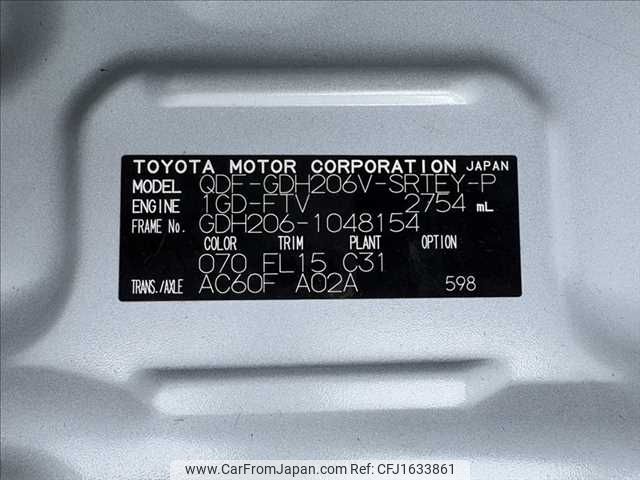 TOYOTA MOTOR CORPORATION JAPAN
MODEL QDF-GDH206V-SRTEY-P
ENGINE 1GD-FTV 2754 mL
FRAME No. GDH206-1048154
COLOR TRIM PLANT OPTION
070 FL15 C31
TRANS./AXLE AC60F A02A 598
www.CarFromJapan.com | REF:CFJ1633861